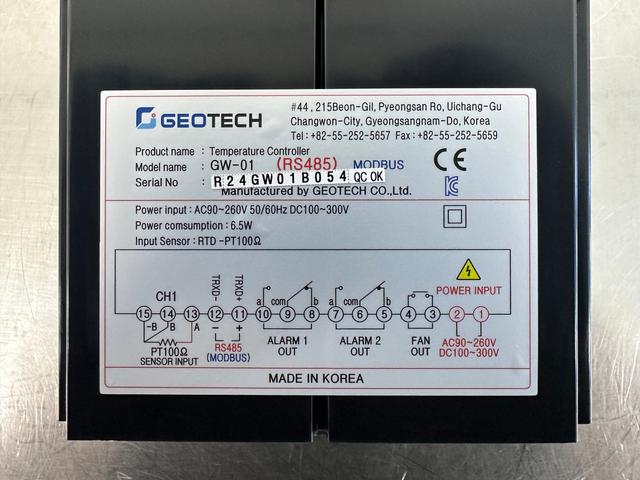 GEOTECH
#44 , 215Beon-Gil, Pyeongsan Ro, Uichang-Gu
Changwon-City, Gyeongsangnam-Do, Korea
Tel : +82-55-252-5657 Fax : +82-55-252-5659
Product name : Temperature Controller
Model name : GW-01 (RS485) MODBUS
Serial No : R24GW01B054 QC OK
Manufactured by GEOTECH CO.,Ltd.
CE
Power input : AC90~260V 50/60Hz DC100~300V
Power comsumption : 6.5W
Input Sensor : RTD -PT100Ω
POWER INPUT
CH1 TRXD- TRXD+ a com b a com b
15 14 13 12 11 10 9 8 7 6 5 4 3 2 1
-B B A - +
PT100Ω
SENSOR INPUT
RS485
(MODBUS)
ALARM 1
OUT
ALARM 2
OUT
FAN
OUT
AC90~260V
DC100~300V
MADE IN KOREA